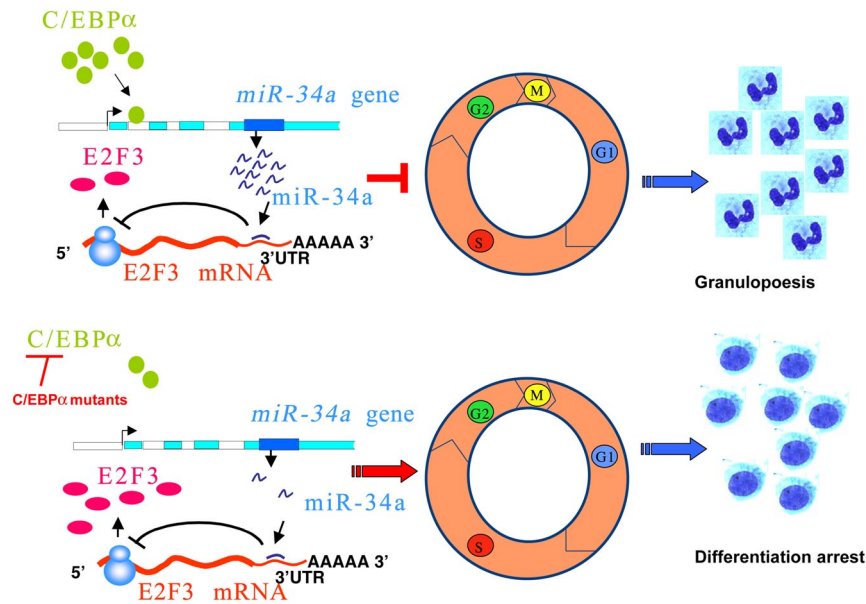 C/EBPα
miR-34a gene
E2F3
miR-34a
5’
AAAAA 3’
3’UTR
E2F3 mRNA
M
G2
G1
S
Granulopoesis
C/EBPα
C/EBPα mutants
miR-34a gene
E2F3
miR-34a
5’
AAAAA 3’
3’UTR
E2F3 mRNA
M
G2
G1
S
Differentiation arrest